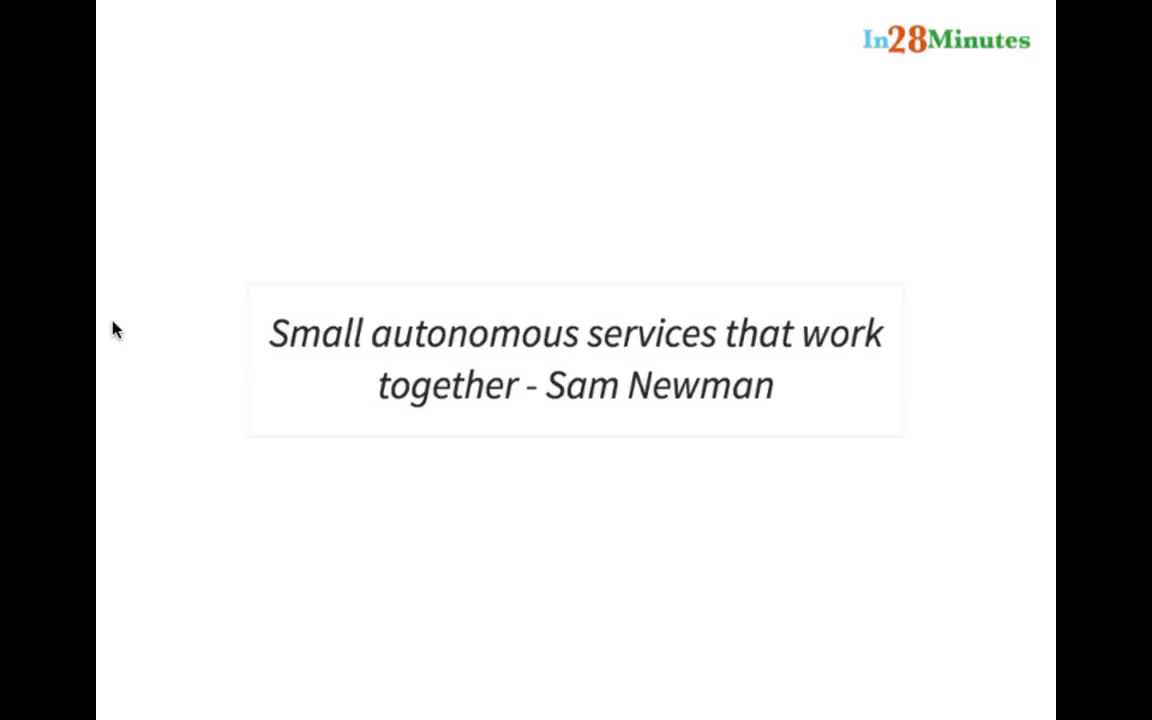 In28Minutes
Small autonomous services that work
together - Sam Newman